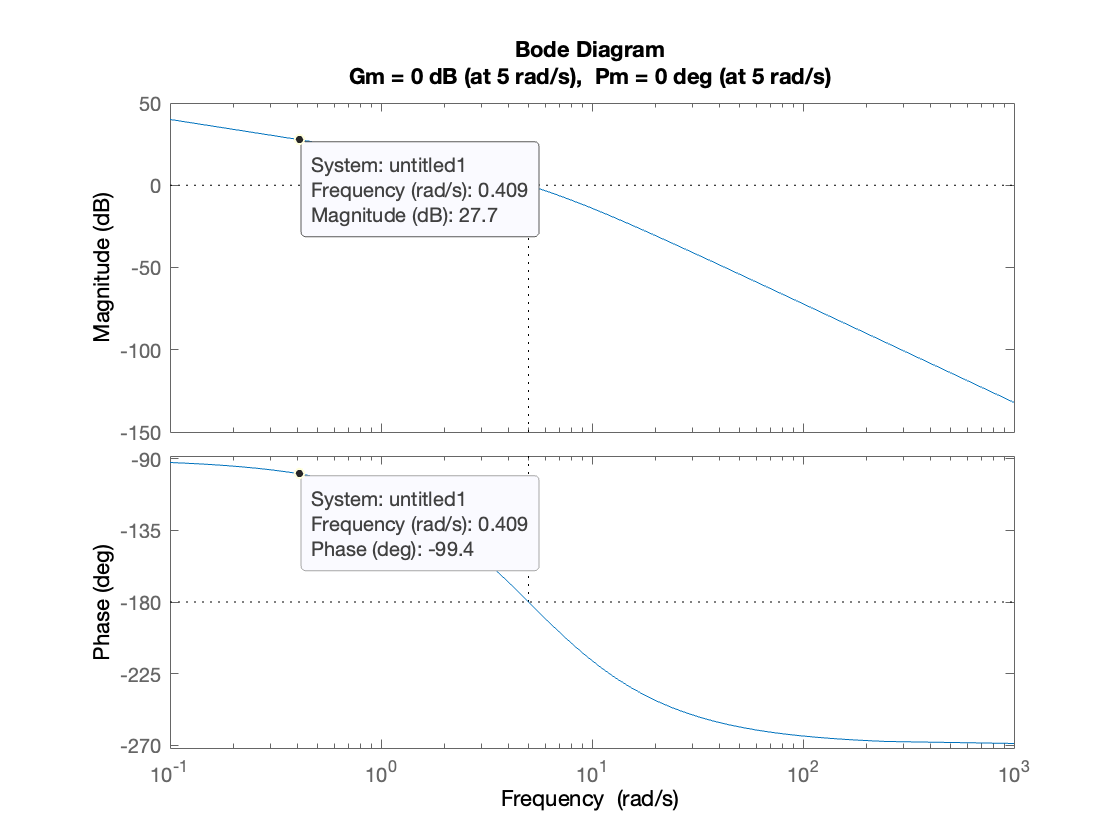 Bode Diagram
Gm = 0 dB (at 5 rad/s),  Pm = 0 deg (at 5 rad/s)
50
0
-50
-100
-150
Magnitude (dB)
System: untitled1
Frequency (rad/s): 0.409
Magnitude (dB): 27.7
-90
-135
-180
-225
-270
Phase (deg)
System: untitled1
Frequency (rad/s): 0.409
Phase (deg): -99.4
10⁻¹ 10⁰ 10¹ 10² 10³
Frequency  (rad/s)